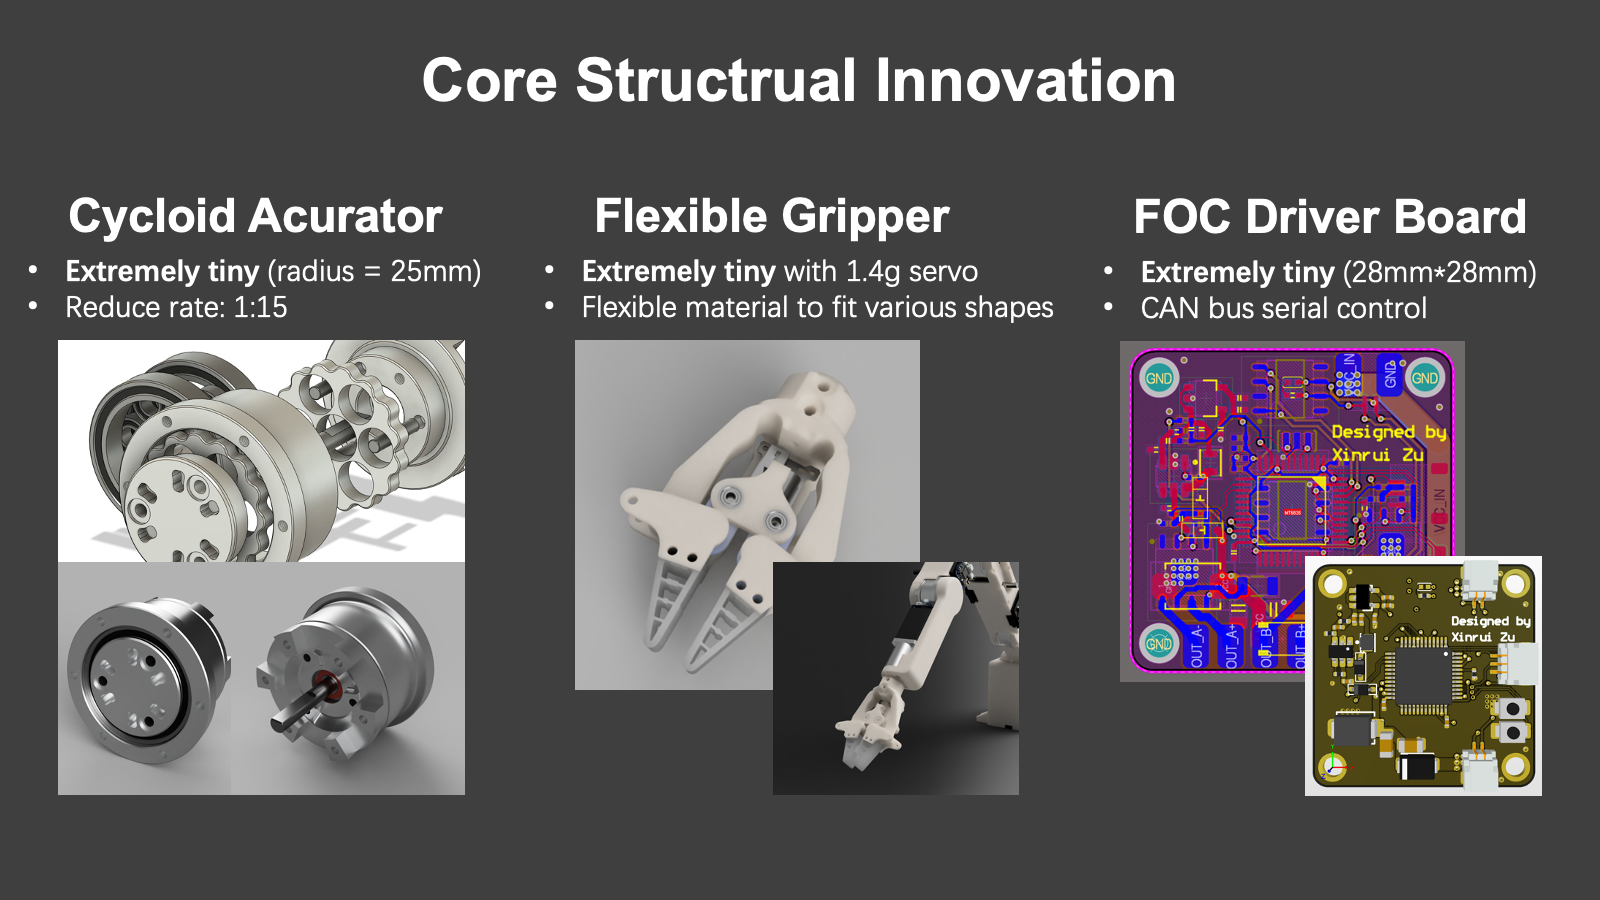 Core Structrual Innovation
Cycloid Acurator
• Extremely tiny (radius = 25mm)
• Reduce rate: 1:15
Flexible Gripper
• Extremely tiny with 1.4g servo
• Flexible material to fit various shapes
FOC Driver Board
• Extremely tiny (28mm*28mm)
• CAN bus serial control
GND
VCC_IN
GND
GND
Designed by
Xinrui Zu
VCC_IN
GND
OUT_A-
OUT_A+
OUT_B-
OUT_B+
Designed by
Xinrui Zu